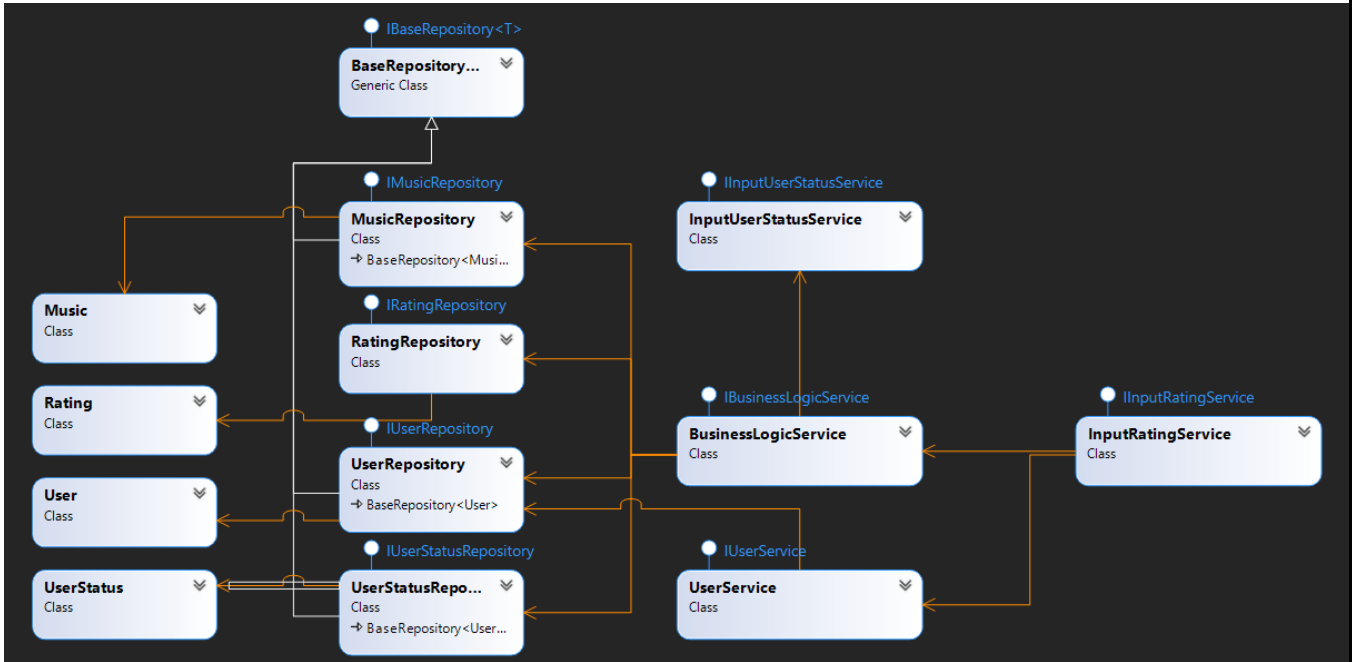 IBaseRepository<T>
BaseRepository...
Generic Class
IMusicRepository
MusicRepository
Class
BaseRepository<Musi...
IInputUserStatusService
InputUserStatusService
Class
Music
Class
IRatingRepository
RatingRepository
Class
Rating
Class
IBusinessLogicService
BusinessLogicService
Class
IInputRatingService
InputRatingService
Class
IUserRepository
UserRepository
Class
BaseRepository<User>
User
Class
IUserStatusRepository
UserStatusRepo...
Class
BaseRepository<User...
IUserService
UserService
Class
UserStatus
Class